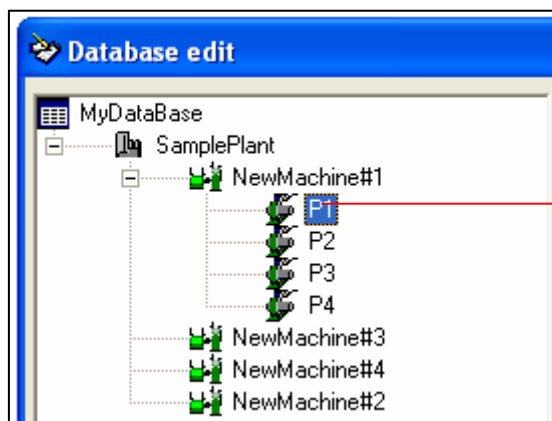 Database edit
MyDataBase
SamplePlant
NewMachine#1
P1
P2
P3
P4
NewMachine#3
NewMachine#4
NewMachine#2